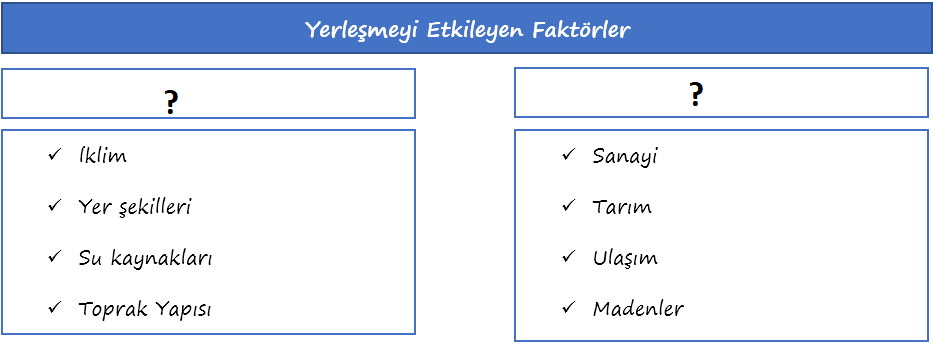 Yerleşmeyi Etkileyen Faktörler
?
İklim
Yer şekilleri
Su kaynakları
Toprak Yapısı
?
Sanayi
Tarım
Ulaşım
Madenler